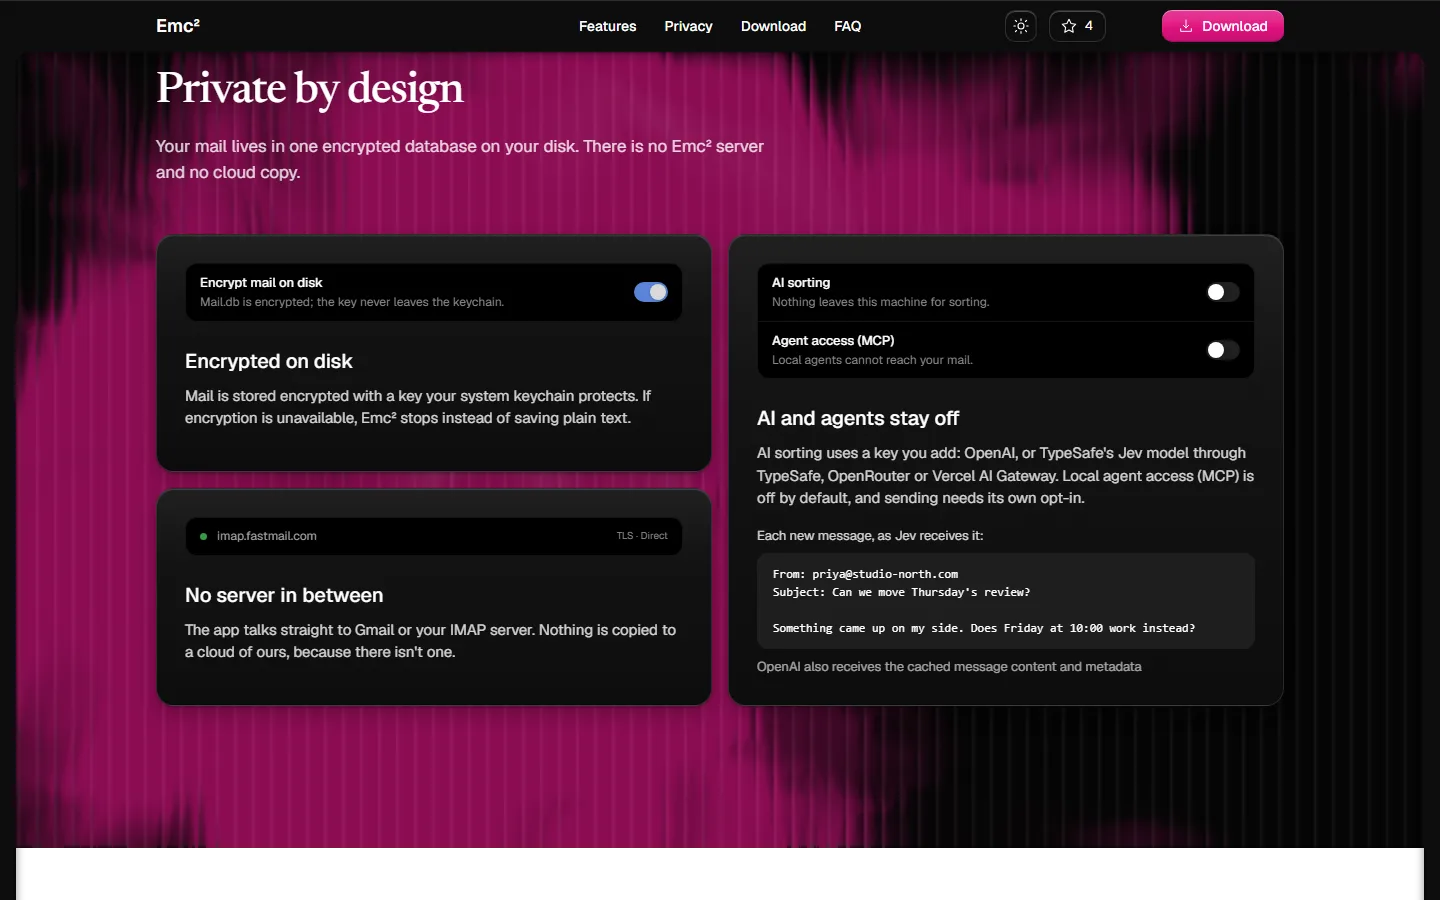 Emc²
Features
Privacy
Download
FAQ
4
Download
Private by design
Your mail lives in one encrypted database on your disk. There is no Emc² server
and no cloud copy.
Encrypt mail on disk
Mail.db is encrypted; the key never leaves the keychain.
Encrypted on disk
Mail is stored encrypted with a key your system keychain protects. If
encryption is unavailable, Emc² stops instead of saving plain text.
imap.fastmail.com
TLS · Direct
No server in between
The app talks straight to Gmail or your IMAP server. Nothing is copied to
a cloud of ours, because there isn't one.
AI sorting
Nothing leaves this machine for sorting.
Agent access (MCP)
Local agents cannot reach your mail.
AI and agents stay off
AI sorting uses a key you add: OpenAI, or TypeSafe's Jev model through
TypeSafe, OpenRouter or Vercel AI Gateway. Local agent access (MCP) is
off by default, and sending needs its own opt-in.
Each new message, as Jev receives it:
From: priya@studio-north.com
Subject: Can we move Thursday's review?
Something came up on my side. Does Friday at 10:00 work instead?
OpenAI also receives the cached message content and metadata